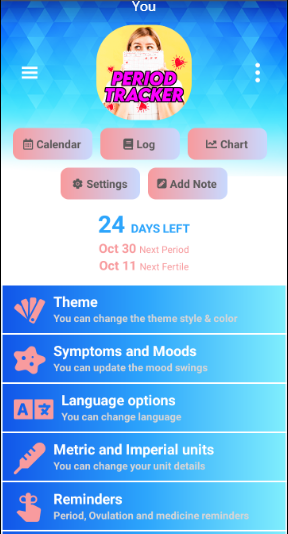 You
PERIOD
TRACKER
Calendar
Log
Chart
Settings
Add Note
24 DAYS LEFT
Oct 30 Next Period
Oct 11 Next Fertile
Theme
You can change the theme style & color
Symptoms and Moods
You can update the mood swings
Language options
You can change language
Metric and Imperial units
You can change your unit details
Reminders
Period, Ovulation and medicine reminders